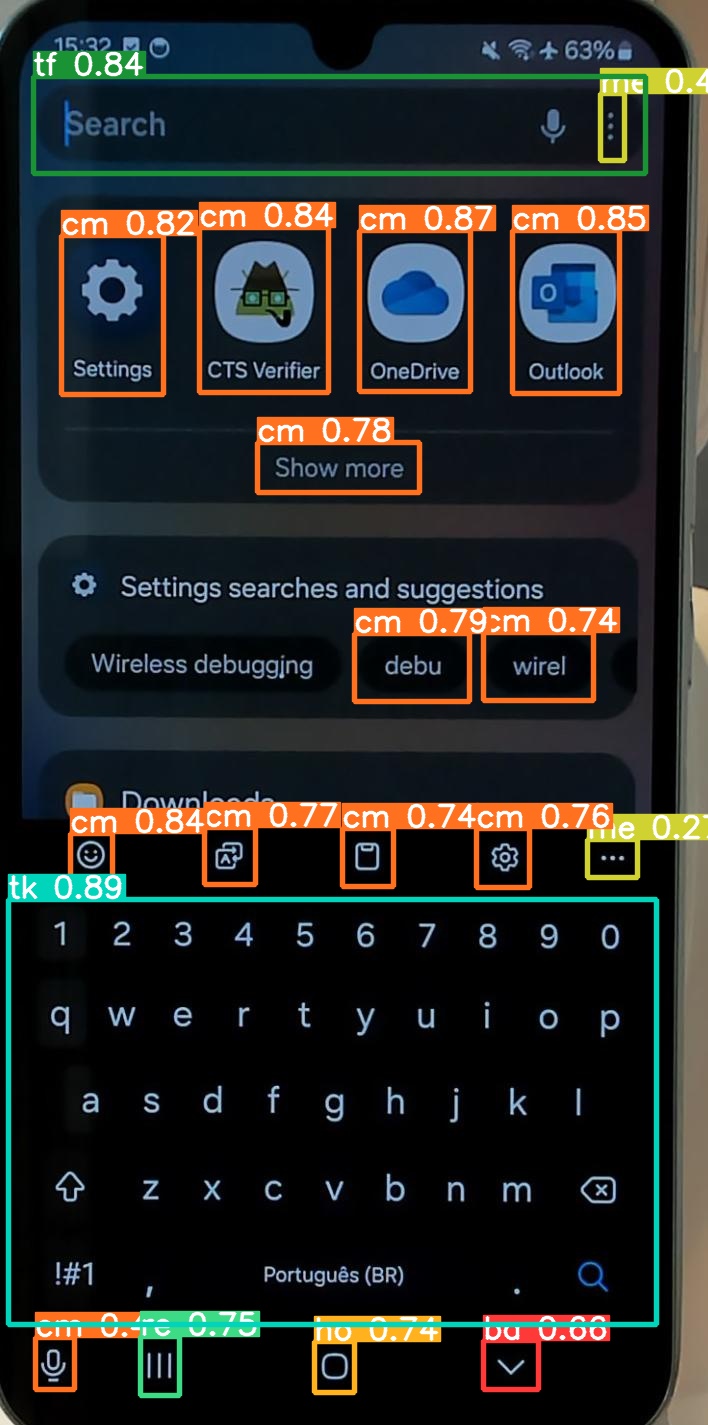 15:32 63%
tf 0.84
me 0.4
Search
cm 0.82 cm 0.84 cm 0.87 cm 0.85
Settings CTS Verifier OneDrive Outlook
cm 0.78
Show more
Settings searches and suggestions
cm 0.79 cm 0.74
Wireless debugging debu wirel
Downloads
cm 0.84 cm 0.77 cm 0.74 cm 0.76 me 0.27
tk 0.89
1 2 3 4 5 6 7 8 9 0
q w e r t y u i o p
a s d f g h j k l
z x c v b n m
!#1 , Português (BR) .
cm 0.4 re 0.75 ho 0.74 ba 0.66